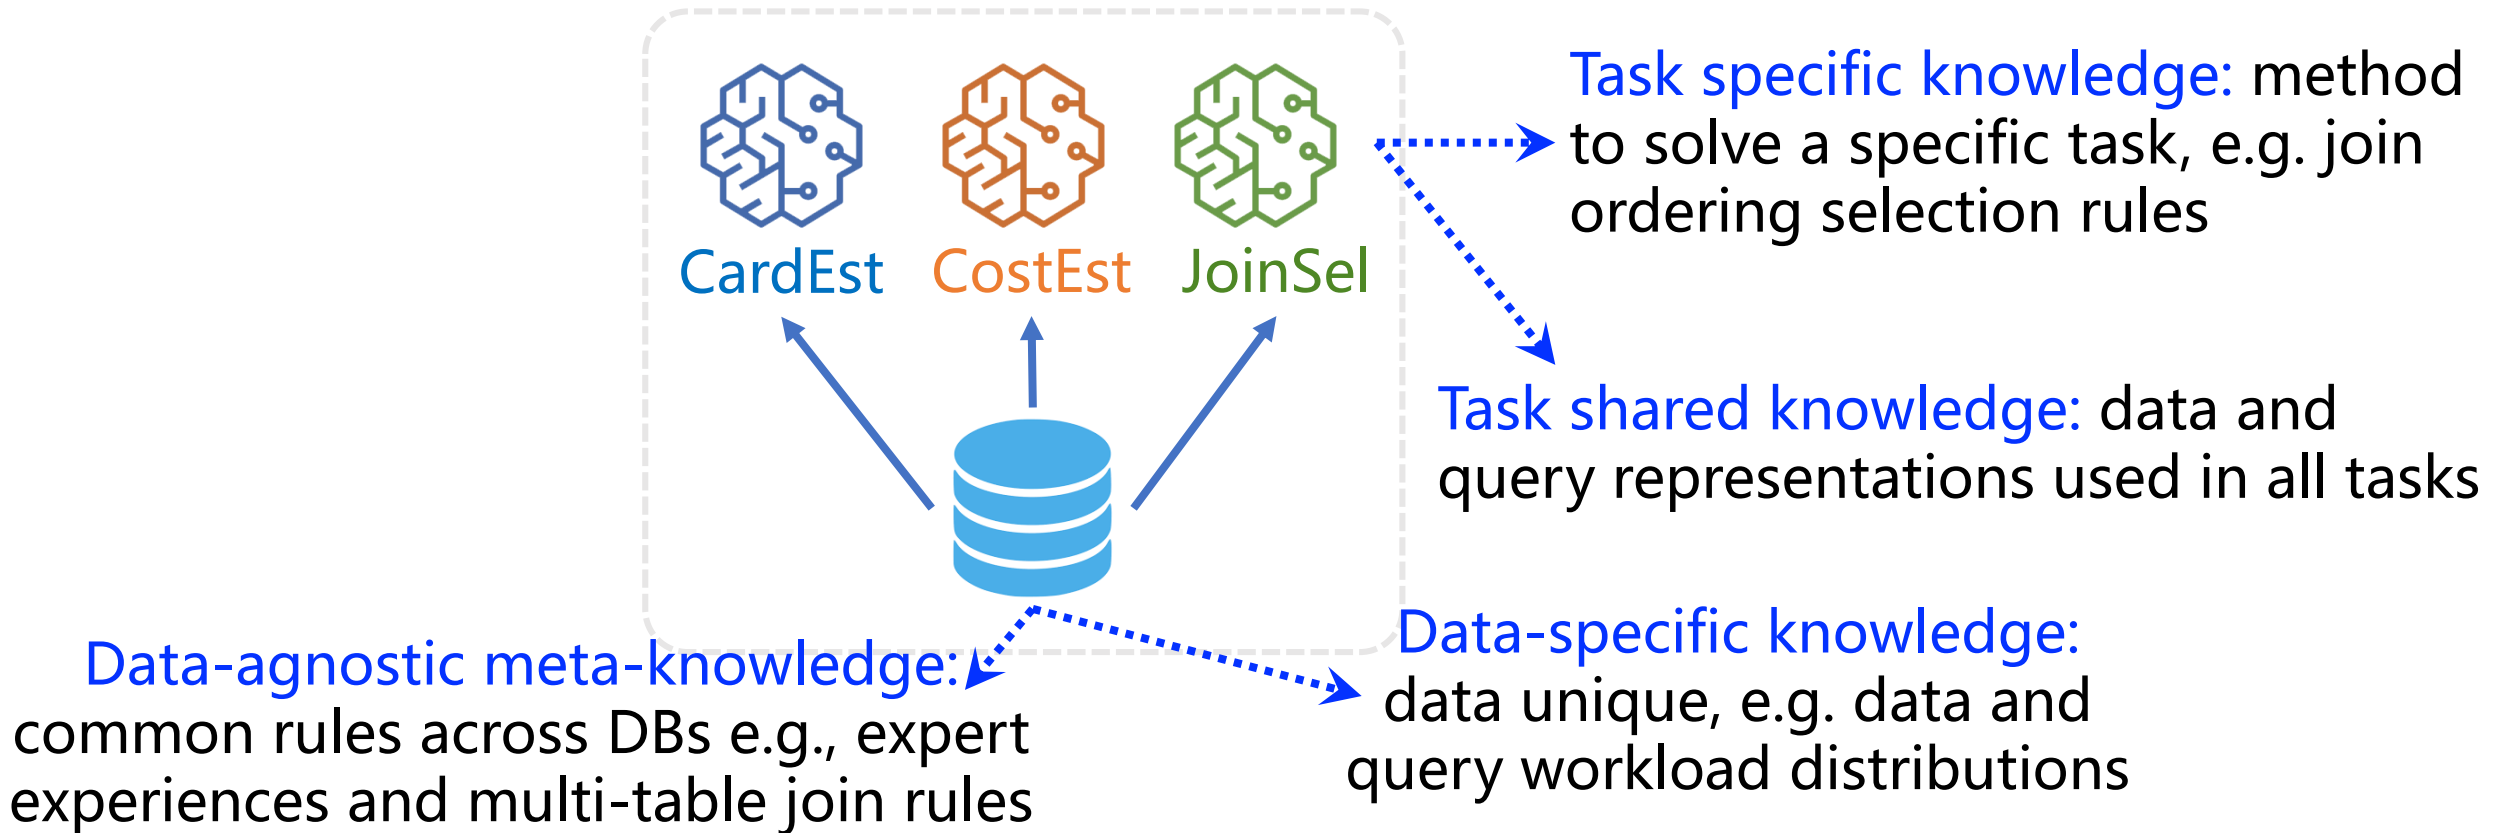 CardEst
CostEst
JoinSel
Task specific knowledge: method
to solve a specific task, e.g. join
ordering selection rules
Task shared knowledge: data and
query representations used in all tasks
Data-agnostic meta-knowledge:
common rules across DBs e.g., expert
experiences and multi-table join rules
Data-specific knowledge:
data unique, e.g. data and
query workload distributions